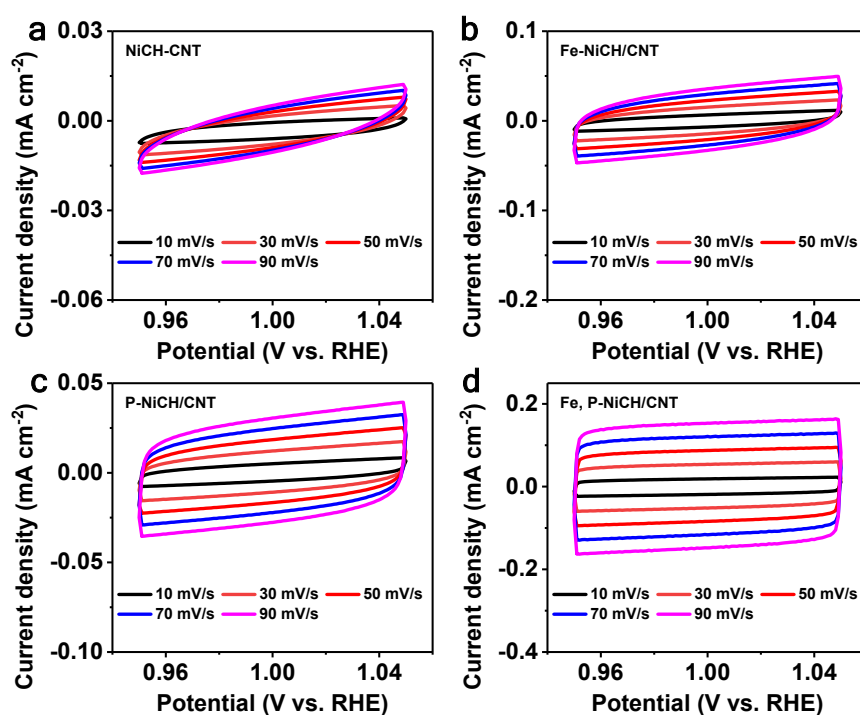 a
NiCH-CNT
0.03
0.00
-0.03
-0.06
Current density (mA cm⁻²)
10 mV/s 30 mV/s 50 mV/s
70 mV/s 90 mV/s
0.96 1.00 1.04
Potential (V vs. RHE)
b
Fe-NiCH/CNT
0.1
0.0
-0.1
-0.2
Current density (mA cm⁻²)
10 mV/s 30 mV/s 50 mV/s
70 mV/s 90 mV/s
0.96 1.00 1.04
Potential (V vs. RHE)
c
P-NiCH/CNT
0.05
0.00
-0.05
-0.10
Current density (mA cm⁻²)
10 mV/s 30 mV/s 50 mV/s
70 mV/s 90 mV/s
0.96 1.00 1.04
Potential (V vs. RHE)
d
Fe, P-NiCH/CNT
0.2
0.0
-0.2
-0.4
Current density (mA cm⁻²)
10 mV/s 30 mV/s 50 mV/s
70 mV/s 90 mV/s
0.96 1.00 1.04
Potential (V vs. RHE)